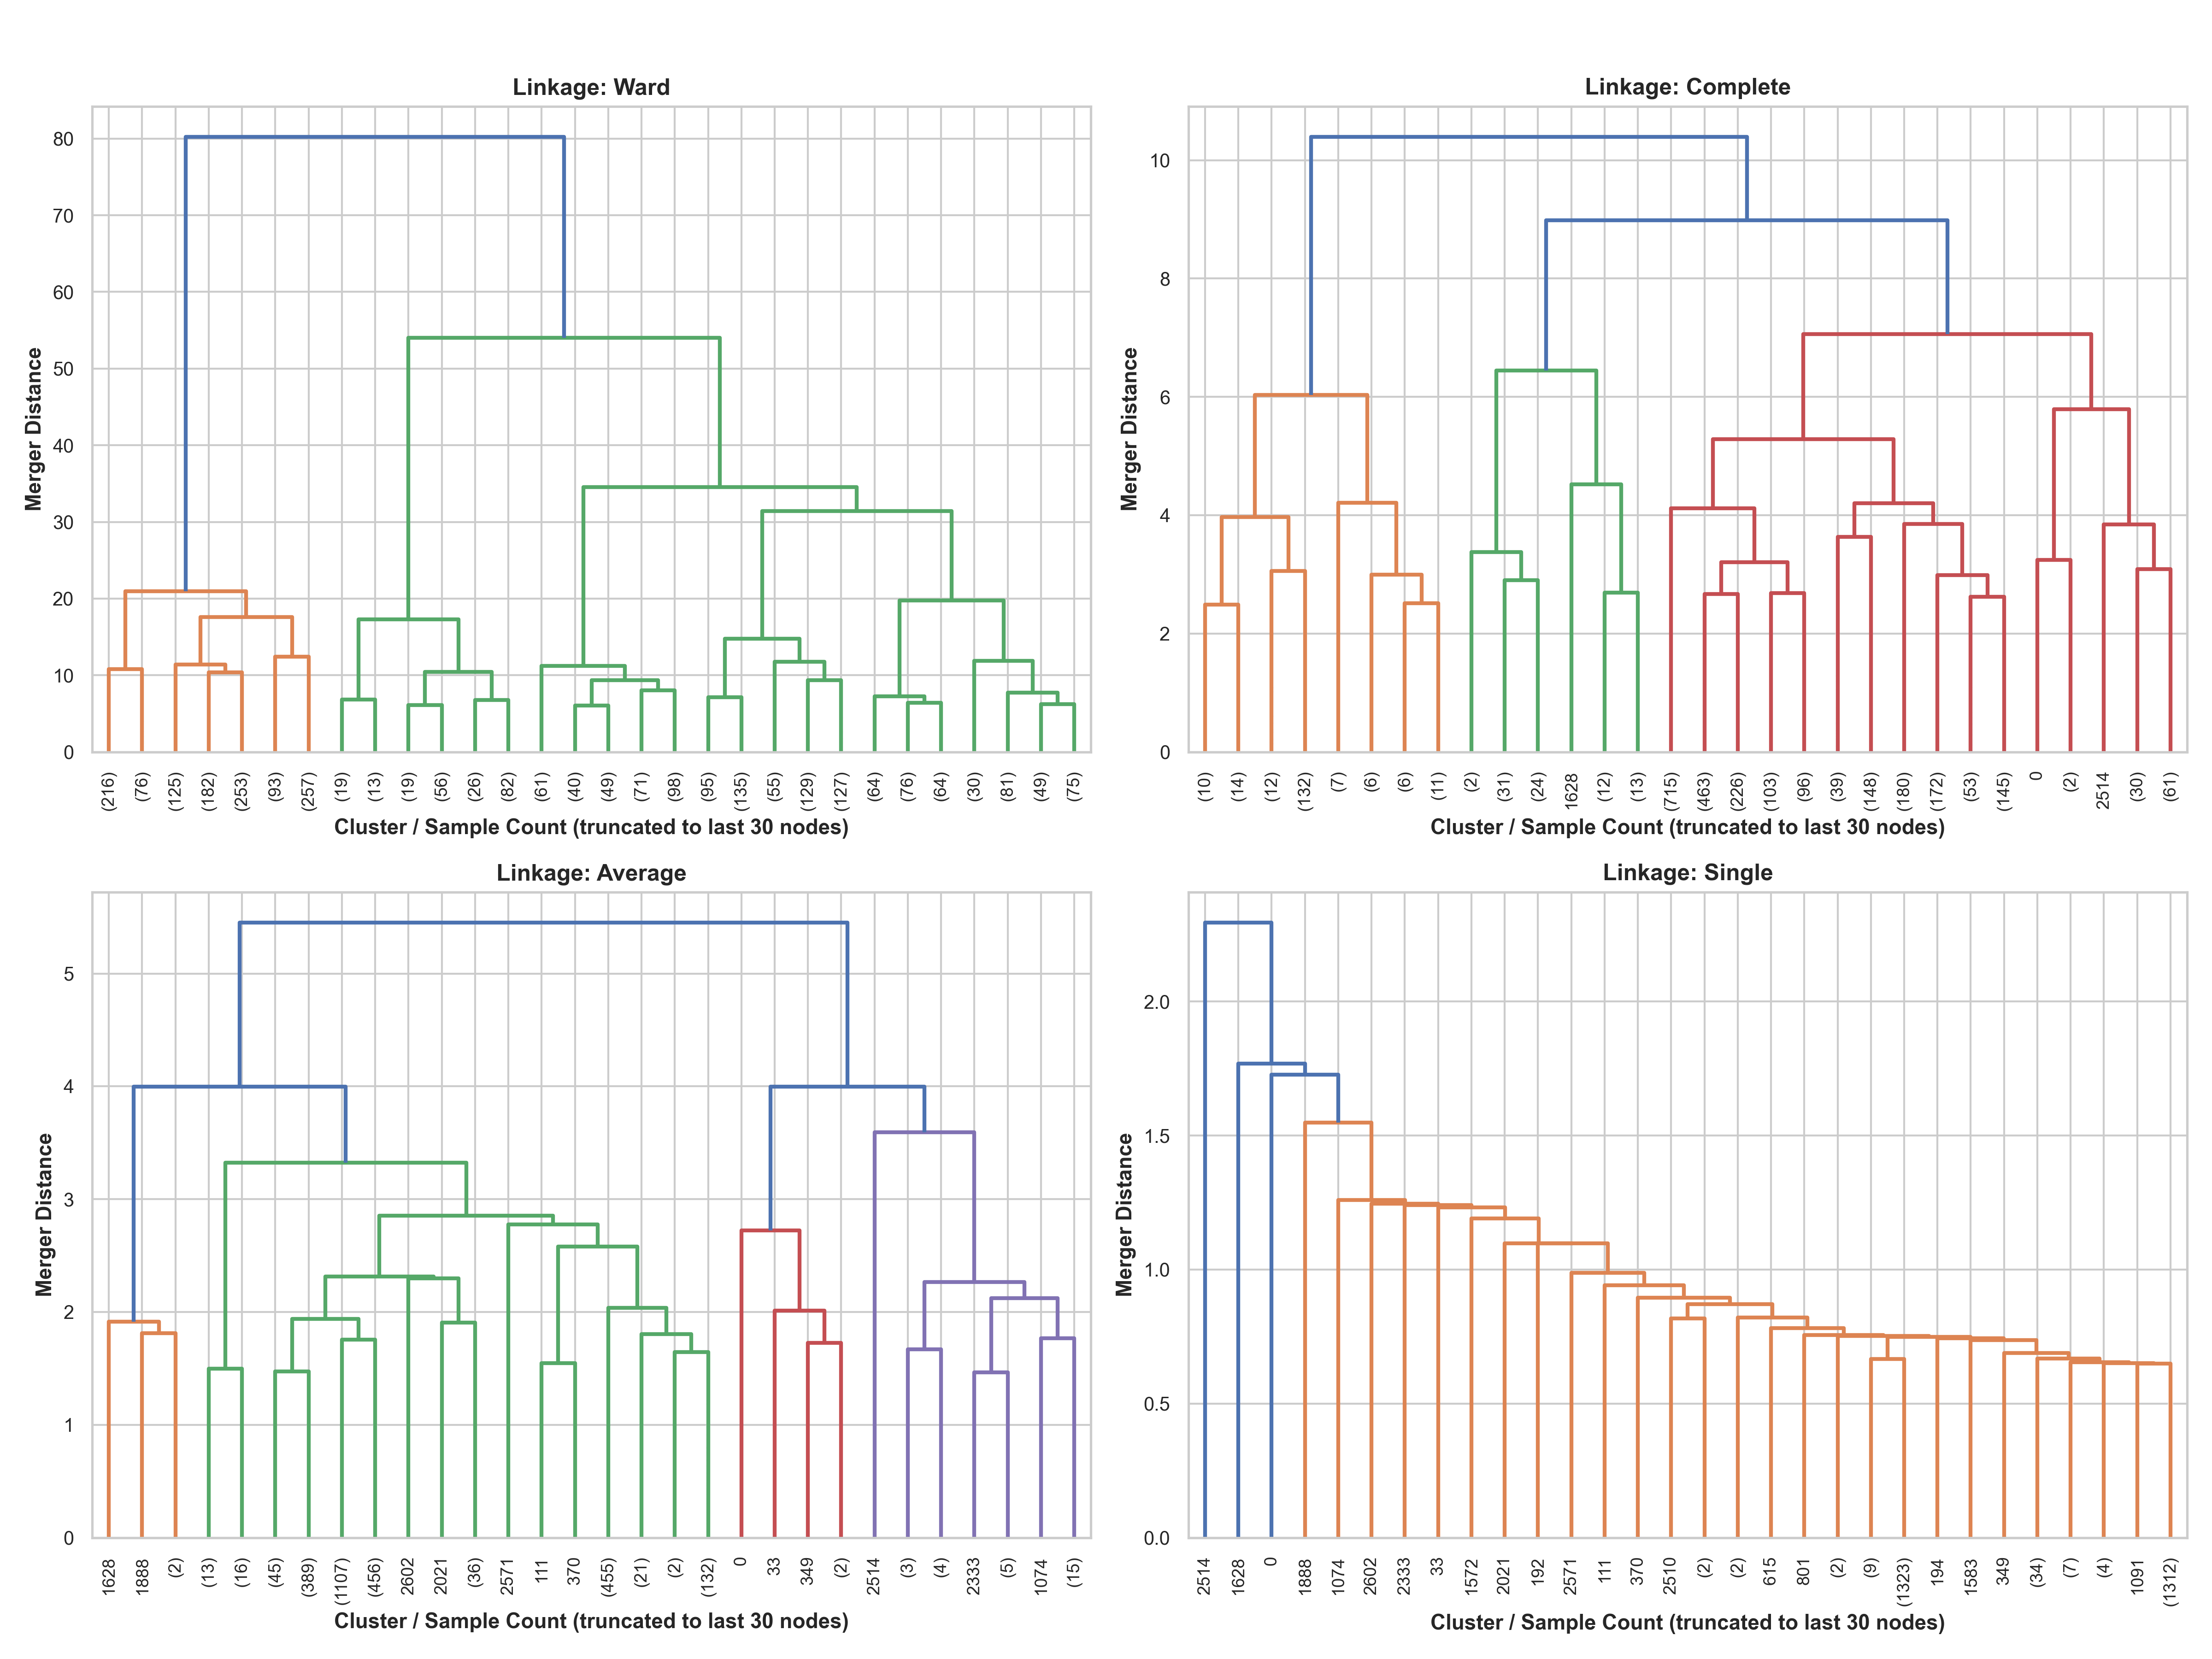 Linkage: Ward
Merger Distance
80
70
60
50
40
30
20
10
0
(216) (76) (125) (182) (253) (93) (257) (19) (13) (19) (56) (26) (82) (61) (40) (49) (71) (98) (95) (135) (55) (129) (127) (64) (76) (64) (30) (81) (49) (75)
Cluster / Sample Count (truncated to last 30 nodes)
Linkage: Complete
Merger Distance
10
8
6
4
2
0
(10) (14) (12) (132) (7) (6) (6) (11) (2) (31) (24) 1628 (12) (13) (715) (463) (226) (103) (96) (39) (148) (180) (172) (53) (145) 0 (2) 2514 (30) (61)
Cluster / Sample Count (truncated to last 30 nodes)
Linkage: Average
Merger Distance
5
4
3
2
1
0
1628 1888 (2) (13) (16) (45) (389) (1107) (456) 2602 2021 (36) 2571 111 370 (455) (21) (2) (132) 0 33 349 (2) 2514 (3) (4) 2333 (5) 1074 (15)
Cluster / Sample Count (truncated to last 30 nodes)
Linkage: Single
Merger Distance
2.0
1.5
1.0
0.5
0.0
2514 1628 0 1888 1074 2602 2333 33 1572 2021 192 2571 111 370 2510 (2) (2) 615 801 (2) (9) (1323) 194 1583 349 (34) (7) (4) 1091 (1312)
Cluster / Sample Count (truncated to last 30 nodes)